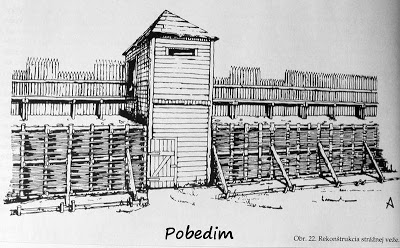 Pobedim
Obr. 22. Rekonštrukcia strážnej veže.
A